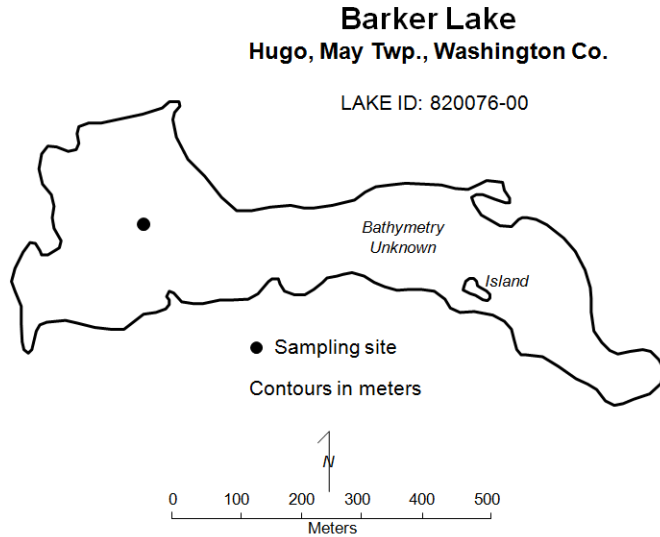 Barker Lake
Hugo, May Twp., Washington Co.
LAKE ID: 820076-00
Bathymetry
Unknown
Island
Sampling site
Contours in meters
N
0 100 200 300 400 500
Meters